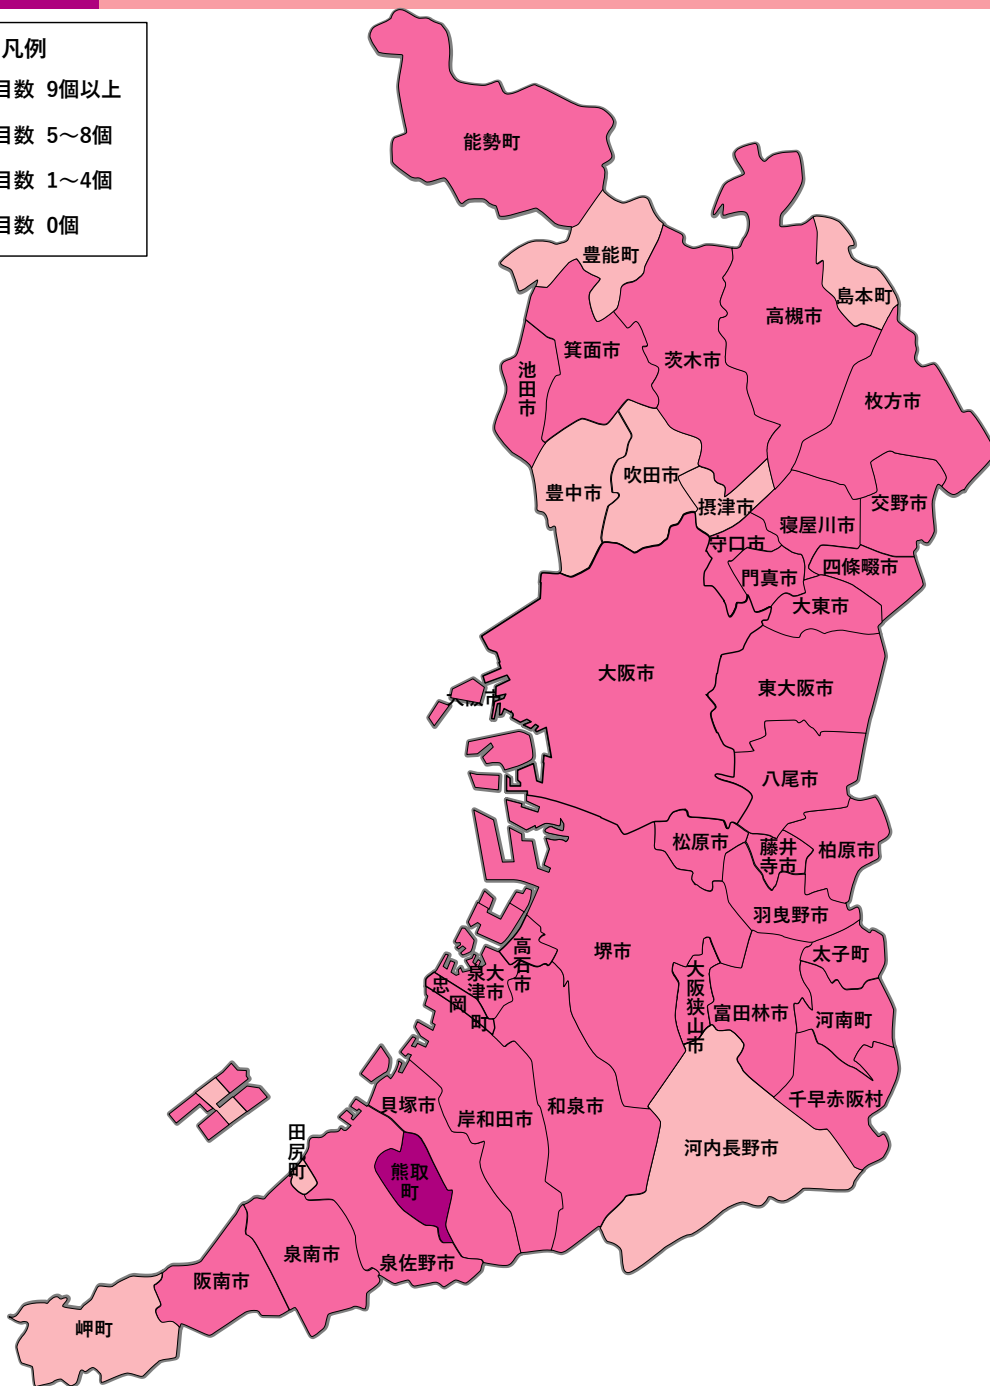 凡例
目数 9個以上
目数 5～8個
目数 1～4個
目数 0個
能勢町
豊能町
島本町
高槻市
箕面市
茨木市
池田市
枚方市
吹田市
豊中市
摂津市
交野市
寝屋川市
守口市
四條畷市
門真市
大東市
大阪市
東大阪市
大阪市
八尾市
松原市
藤井
寺市
柏原市
羽曳野市
高石市
堺市
太子町
大阪狭山市
泉大
津市
忠
岡
町
富田林市
河南町
千早赤阪村
貝塚市
岸和田市
和泉市
河内長野市
田尻町
熊取
町
泉南市
泉佐野市
阪南市
岬町